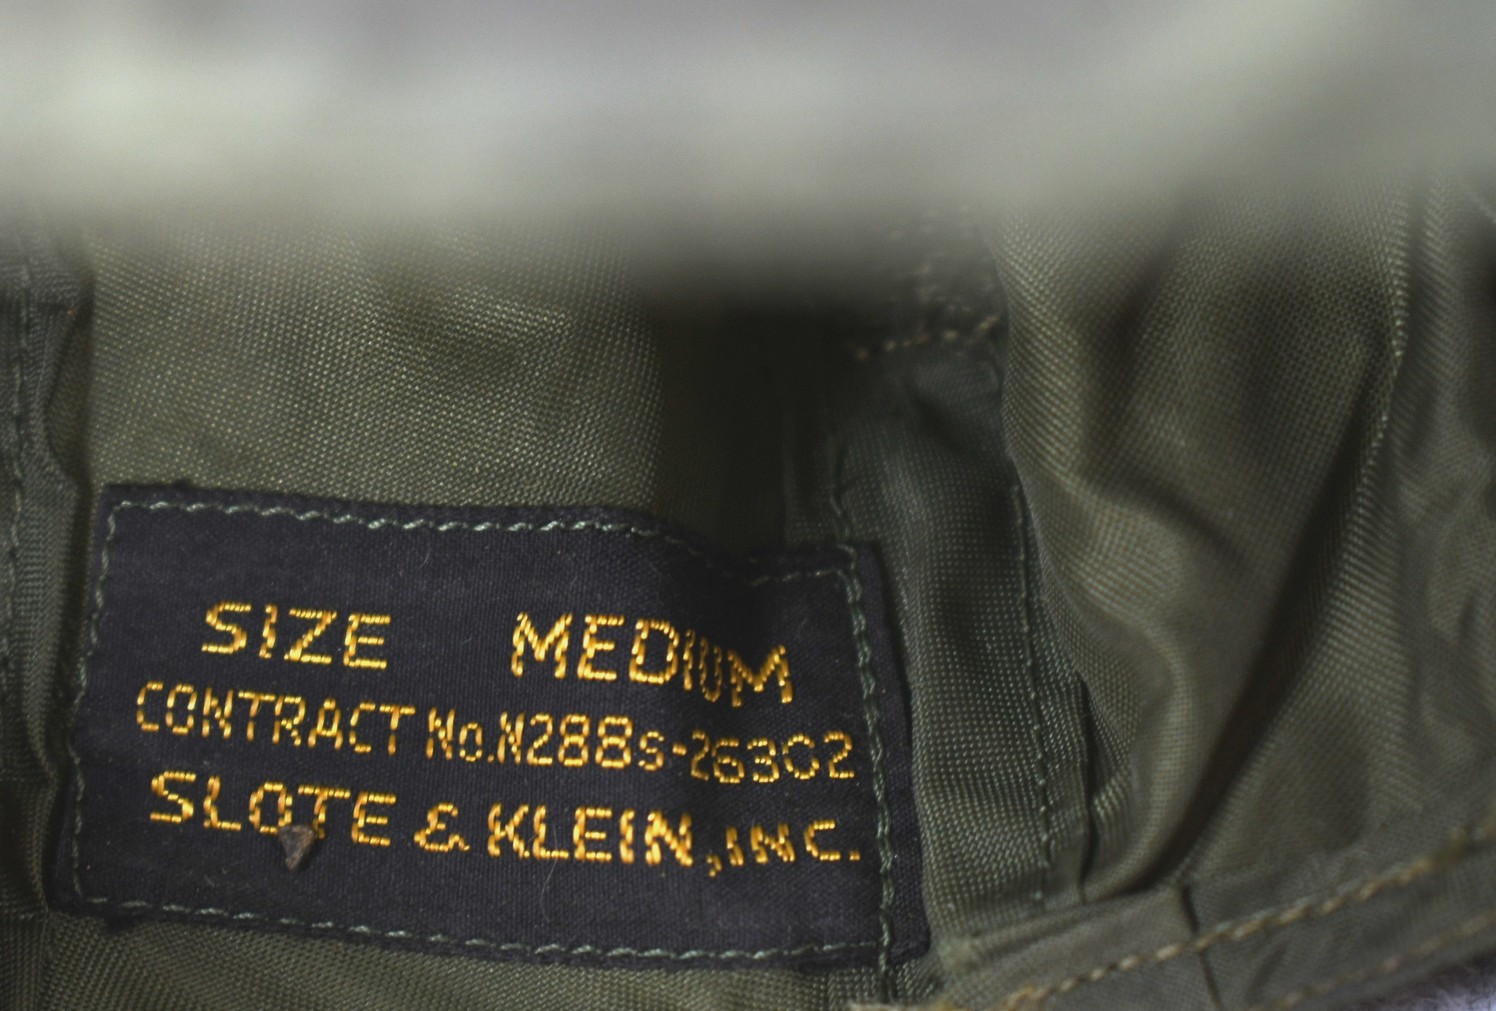 SIZE MEDIUM
CONTRACT No. N288s-26302
SLOTE & KLEIN, INC.